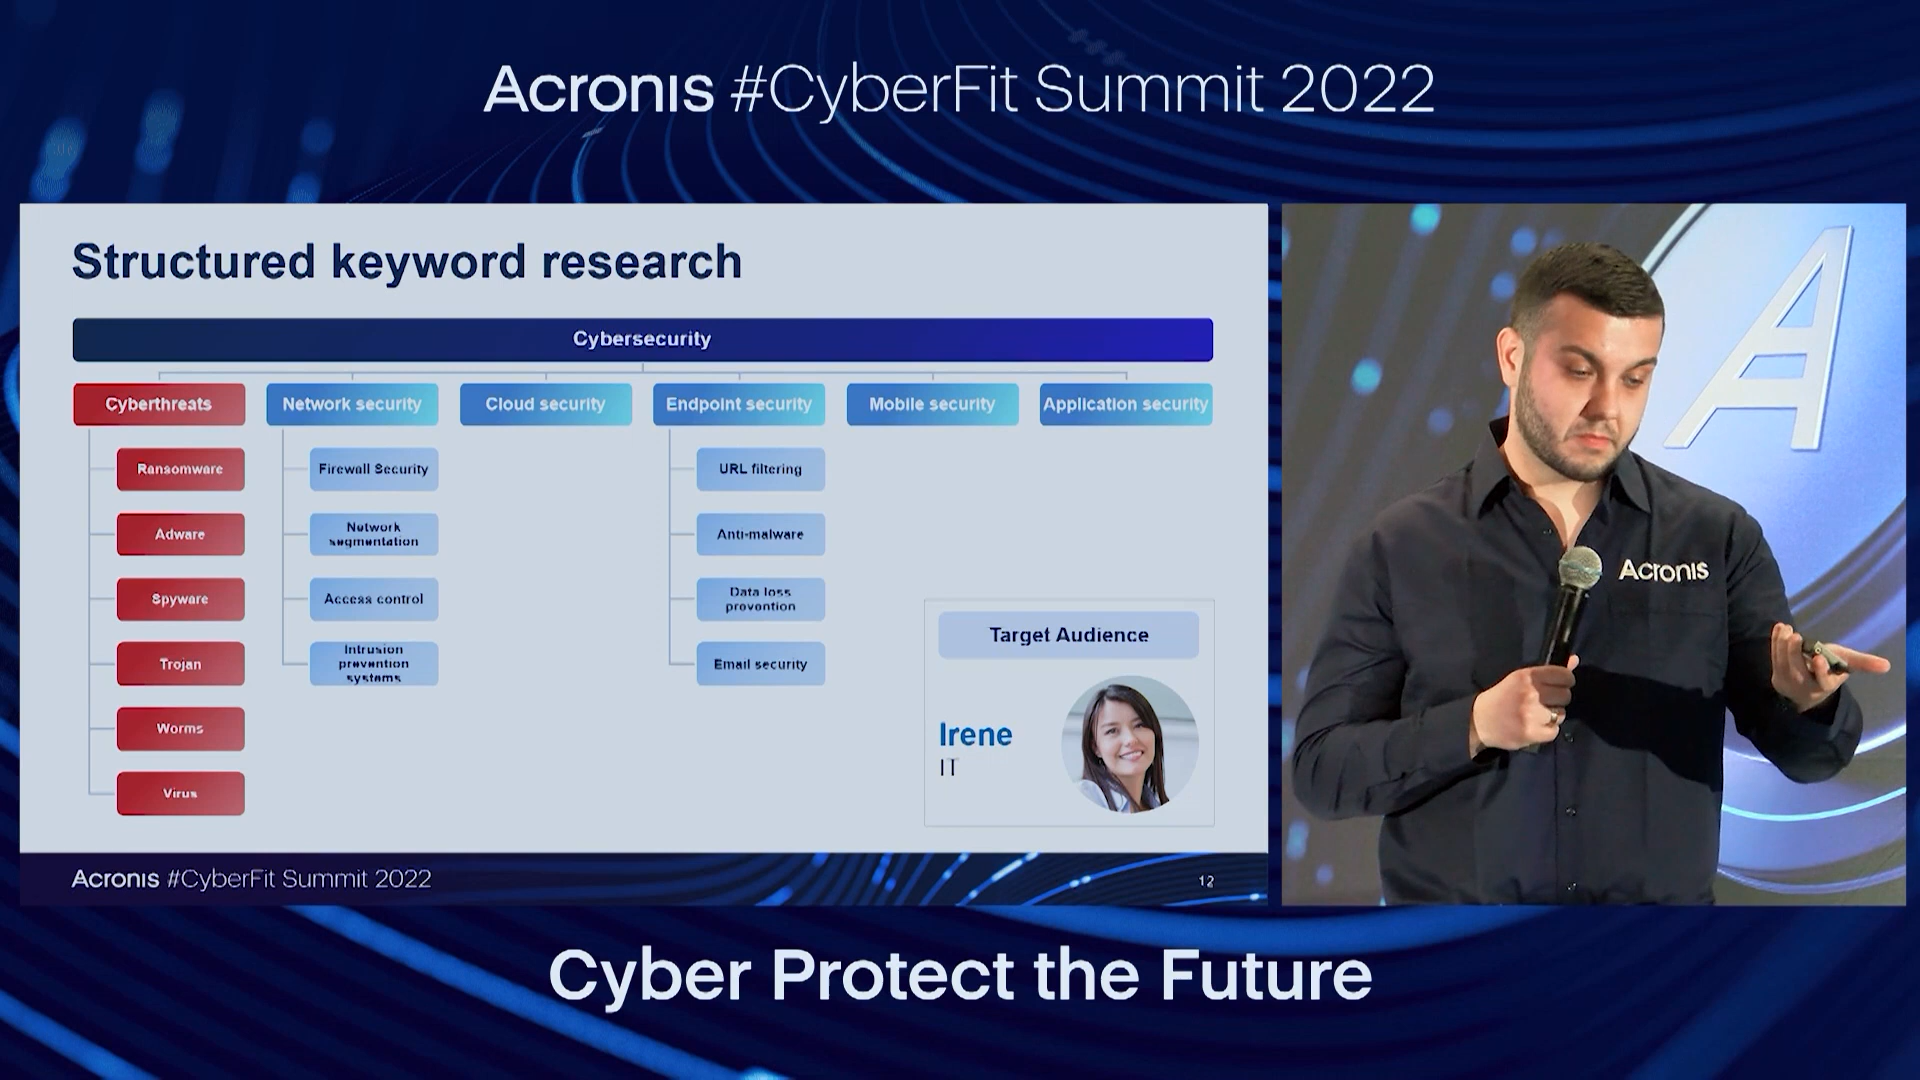 Acronis #CyberFit Summit 2022
Structured keyword research
Cybersecurity
Cyberthreats
Network security
Cloud security
Endpoint security
Mobile security
Application security
Ransomware
Adware
Spyware
Trojan
Worms
Virus
Firewall Security
Network
segmentation
Access control
Intrusion
prevention
systems
URL filtering
Anti-malware
Data loss
prevention
Email security
Target Audience
Irene
IT
Acronis #CyberFit Summit 2022
12
A
Acronis
Cyber Protect the Future